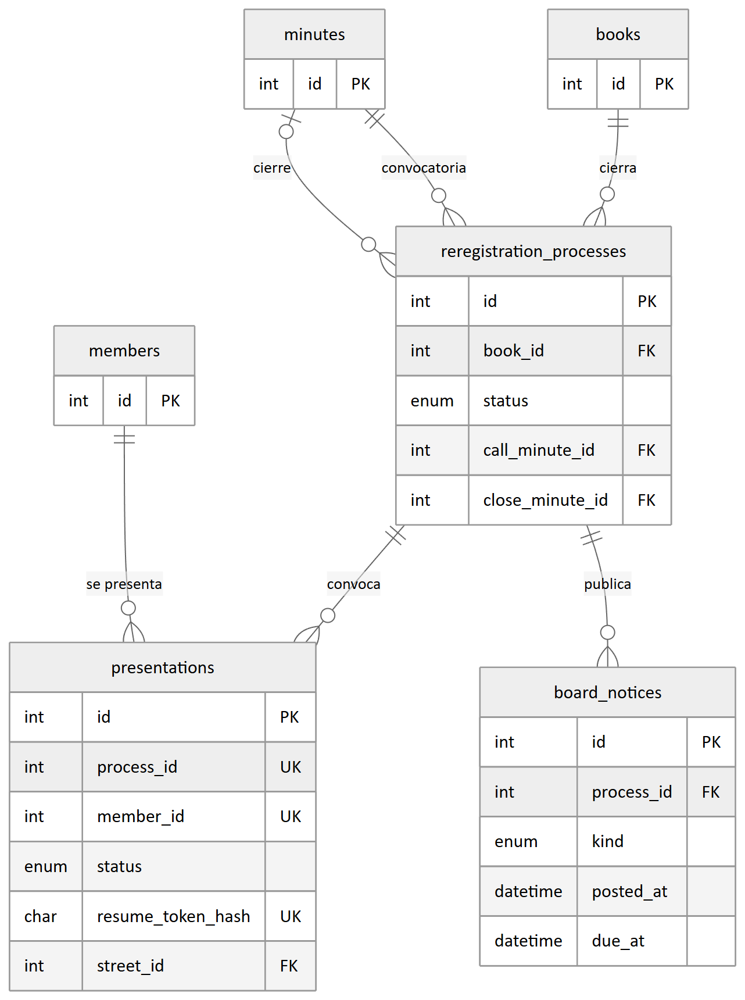 minutes
int id PK
books
int id PK
cierre
convocatoria
cierra
reregistration_processes
int id PK
int book_id FK
enum status
int call_minute_id FK
int close_minute_id FK
members
int id PK
se presenta
convoca
publica
presentations
int id PK
int process_id UK
int member_id UK
enum status
char resume_token_hash UK
int street_id FK
board_notices
int id PK
int process_id FK
enum kind
datetime posted_at
datetime due_at